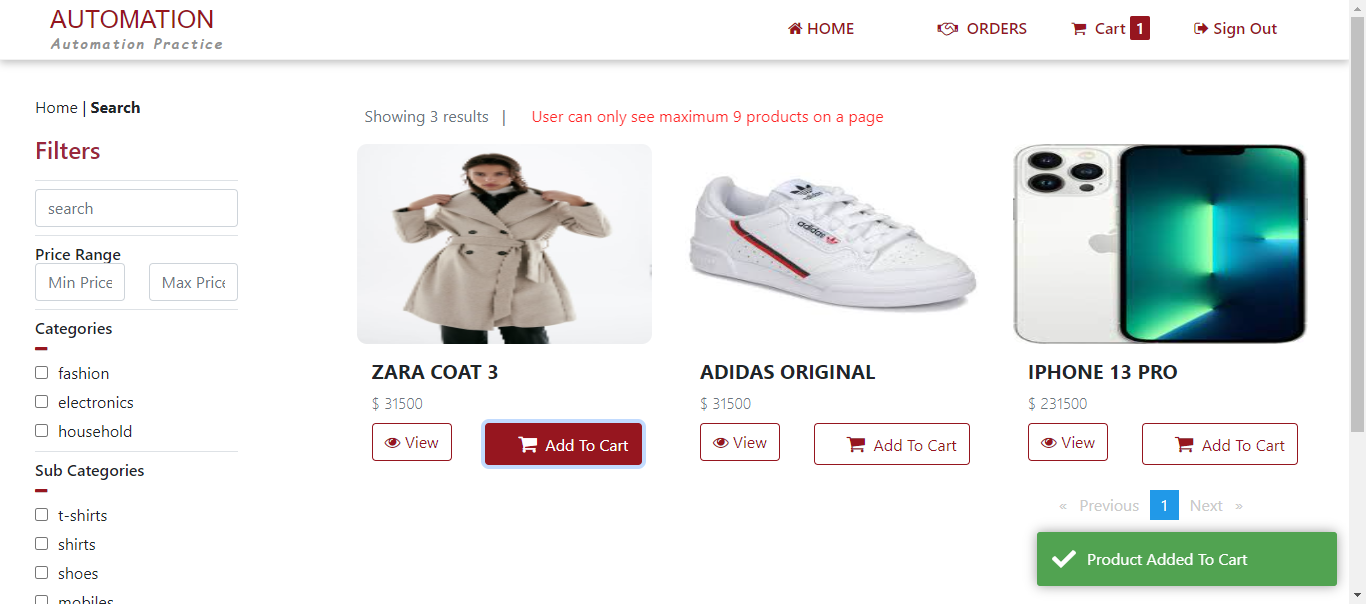 AUTOMATION
Automation Practice
HOME
ORDERS
Cart 1
Sign Out
Home | Search
Showing 3 results |
User can only see maximum 9 products on a page
Filters
search
Price Range
Min Price
Max Price
Categories
fashion
electronics
household
Sub Categories
t-shirts
shirts
shoes
mobiles
adidas
ZARA COAT 3
$ 31500
View
Add To Cart
ADIDAS ORIGINAL
$ 31500
View
Add To Cart
IPHONE 13 PRO
$ 231500
View
Add To Cart
« Previous 1 Next »
Product Added To Cart